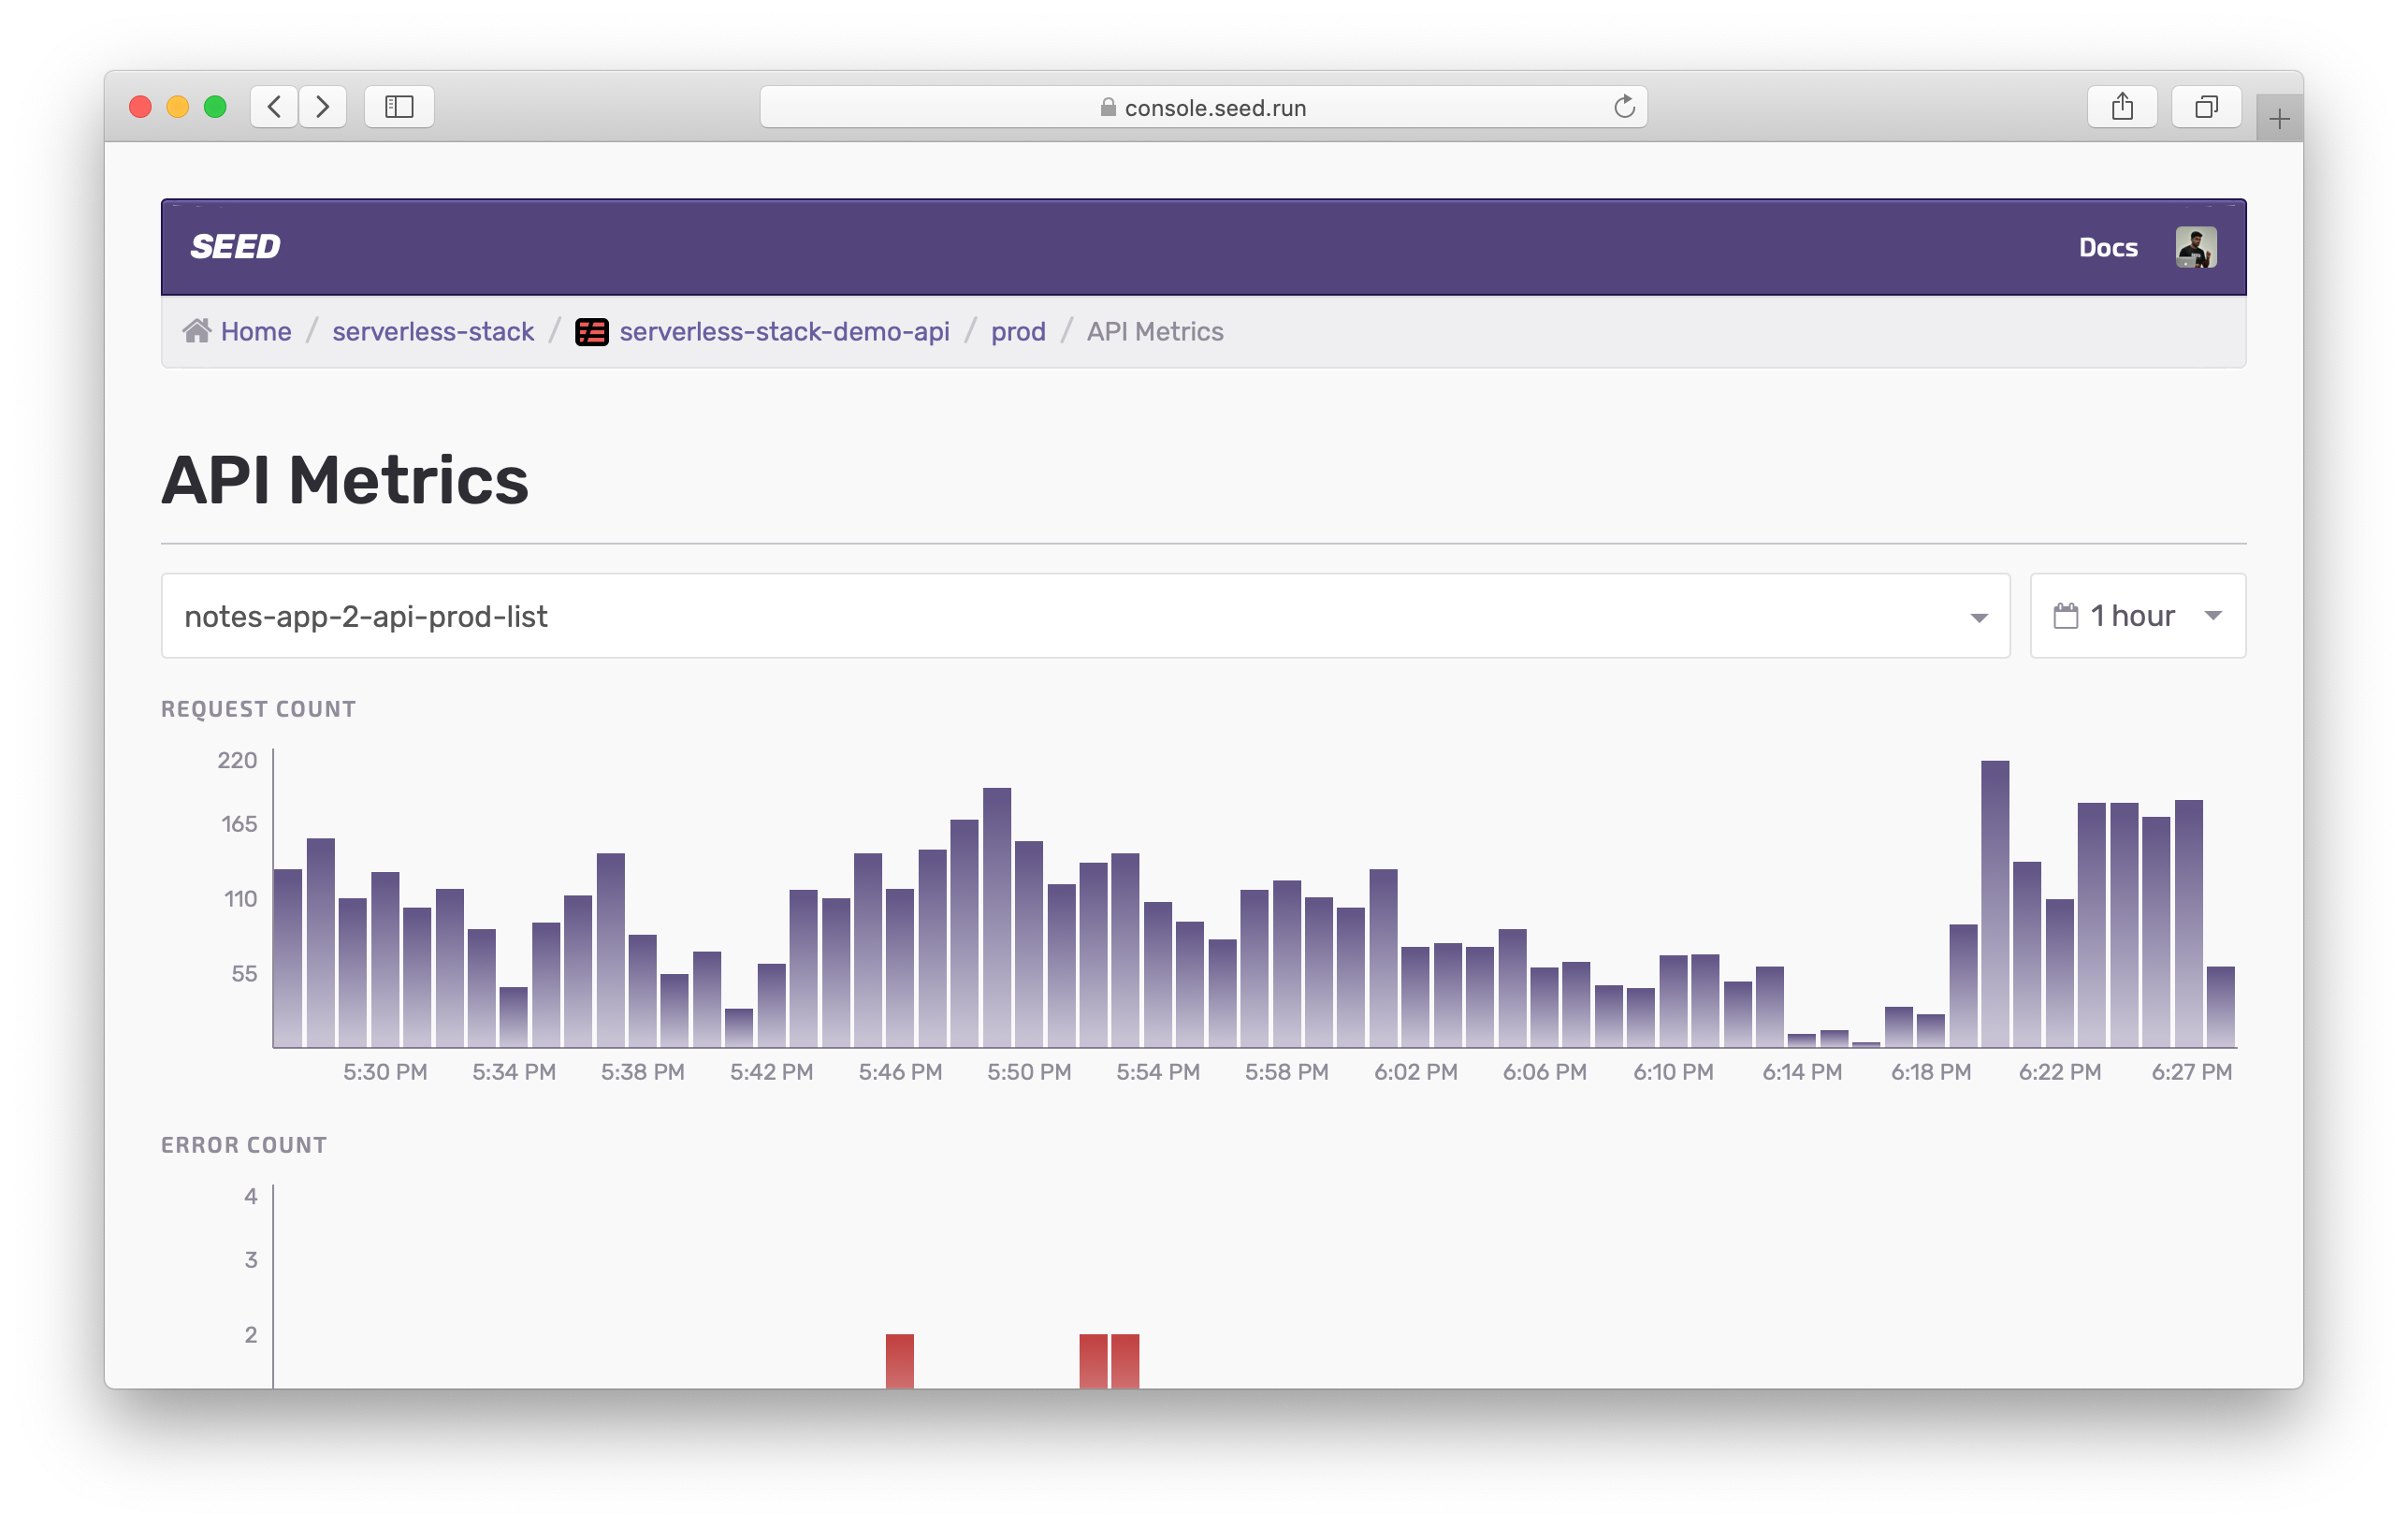 console.seed.run
SEED
Docs
Home / serverless-stack / serverless-stack-demo-api / prod / API Metrics
API Metrics
notes-app-2-api-prod-list
1 hour
REQUEST COUNT
220
165
110
55
5:30 PM 5:34 PM 5:38 PM 5:42 PM 5:46 PM 5:50 PM 5:54 PM 5:58 PM 6:02 PM 6:06 PM 6:10 PM 6:14 PM 6:18 PM 6:22 PM 6:27 PM
ERROR COUNT
4
3
2